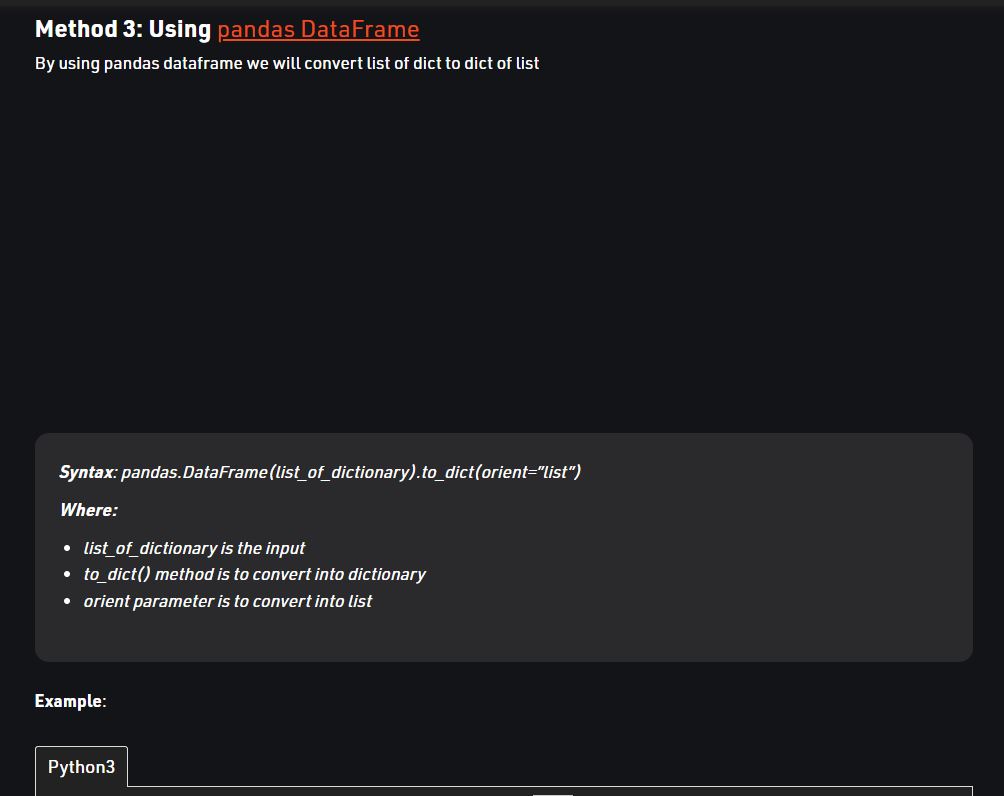 Method 3: Using pandas DataFrame
By using pandas dataframe we will convert list of dict to dict of list
Syntax: pandas.DataFrame(list_of_dictionary).to_dict(orient=”list”)
Where:
• list_of_dictionary is the input
• to_dict() method is to convert into dictionary
• orient parameter is to convert into list
Example:
Python3